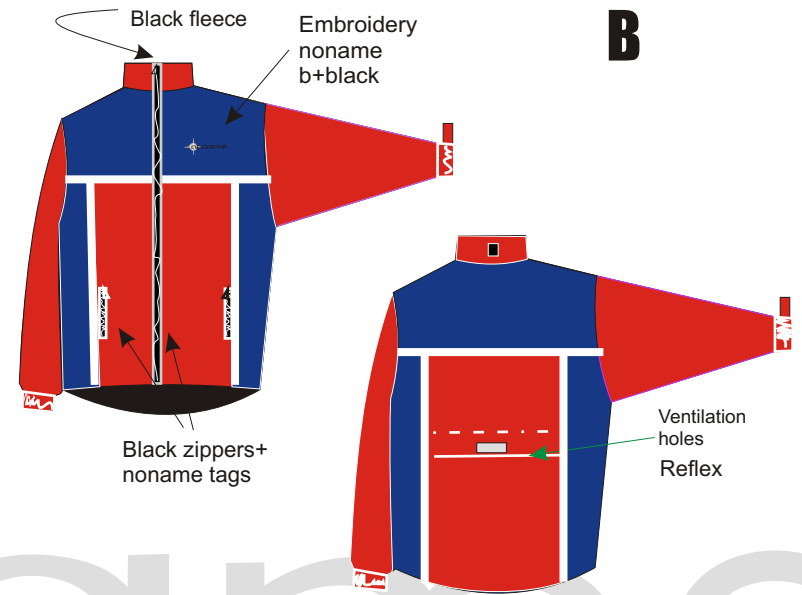 Black fleece
Embroidery
noname
b+black
B
Black zippers+
noname tags
Ventilation
holes
Reflex